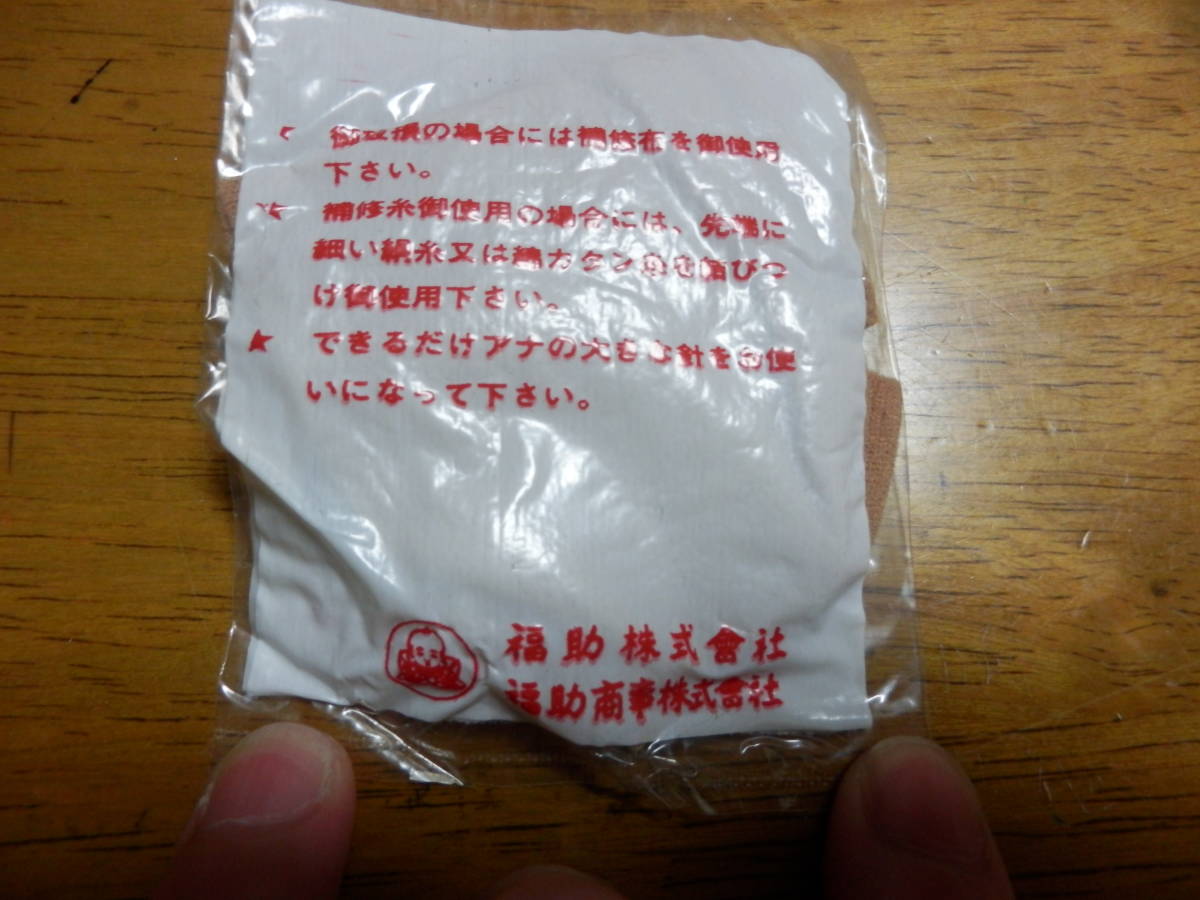 ★ 御破損の場合には補修布を御使用
下さい。
★ 補修糸御使用の場合には、先端に
細い絹糸又は綿カタン糸を結びつ
け御使用下さい。
★ できるだけアナの大きな針をお使
いになって下さい。
福助株式會社
福助商事株式會社